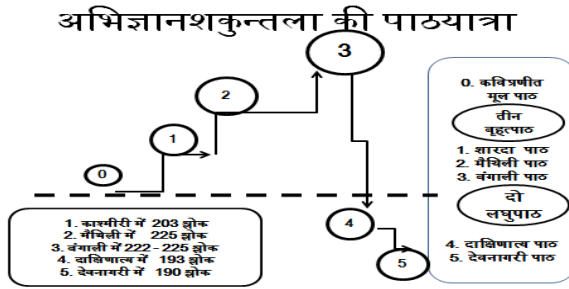 अभिज्ञानशकुन्तला की पाठयात्रा
0
1
2
3
4
5
0. कविप्रणीत
मूल पाठ
तीन
बृहत्पाठ
1. शारदा पाठ
2. मैथिली पाठ
3. बंगाली पाठ
दो
लघुपाठ
4. दाक्षिणात्य पाठ
5. देवनागरी पाठ
1. काश्मीरी में 203 श्लोक
2. मैथिली में 225 श्लोक
3. बंगाली में 222 - 225 श्लोक
4. दाक्षिणात्य में 193 श्लोक
5. देवनागरी में 190 श्लोक